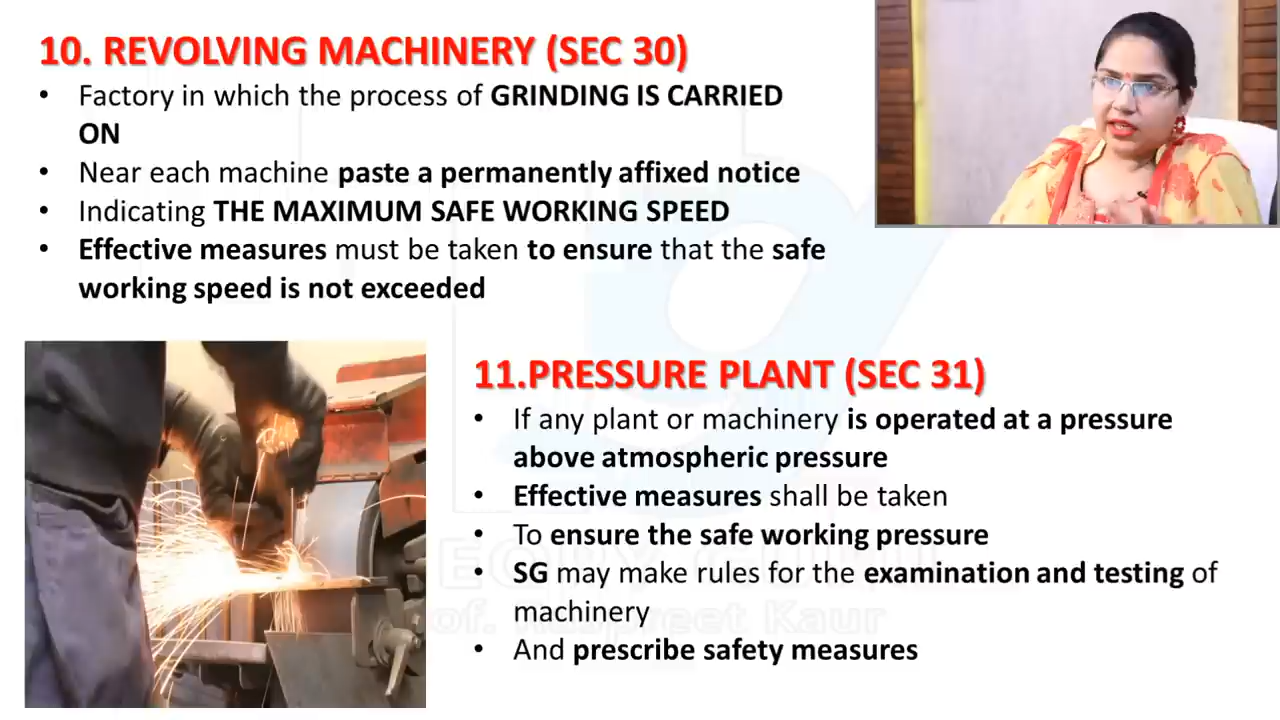 10. REVOLVING MACHINERY (SEC 30)
• Factory in which the process of GRINDING IS CARRIED
ON
• Near each machine paste a permanently affixed notice
• Indicating THE MAXIMUM SAFE WORKING SPEED
• Effective measures must be taken to ensure that the safe
working speed is not exceeded
11.PRESSURE PLANT (SEC 31)
• If any plant or machinery is operated at a pressure
above atmospheric pressure
• Effective measures shall be taken
• To ensure the safe working pressure
• SG may make rules for the examination and testing of
machinery
• And prescribe safety measures